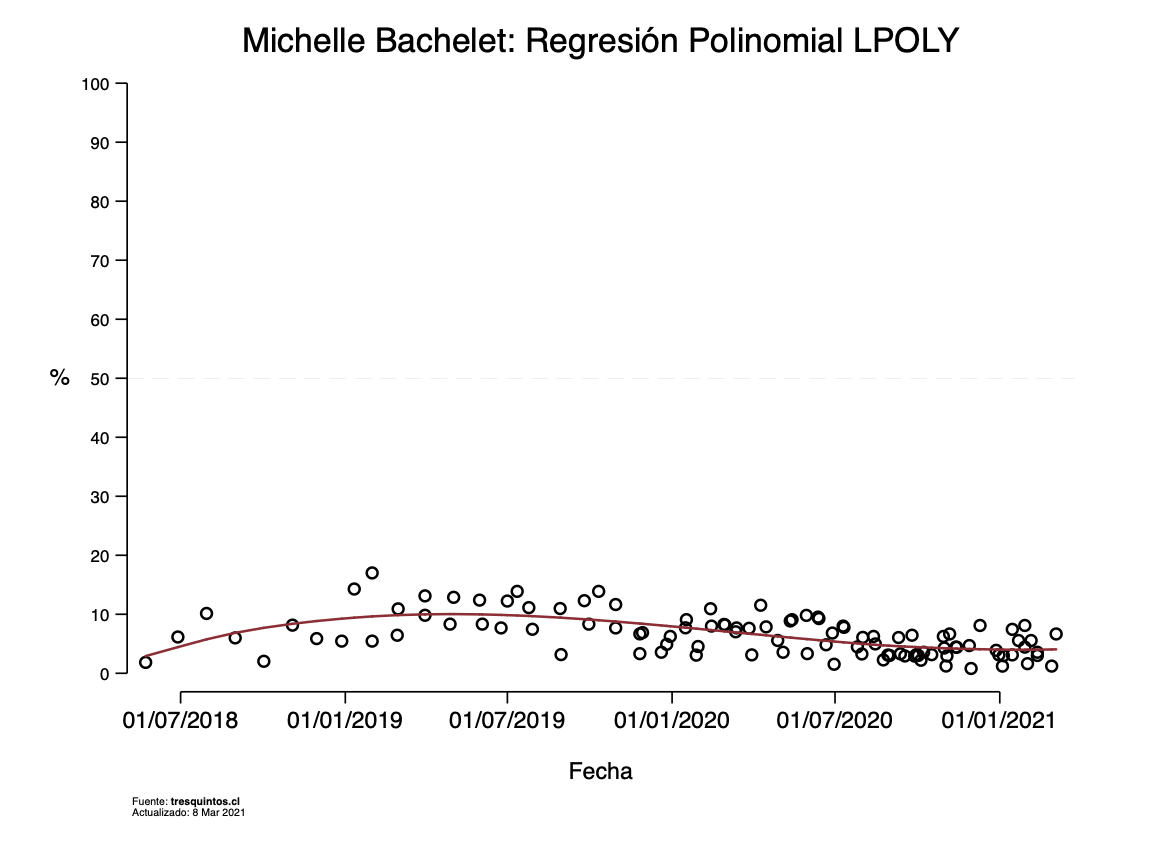 Michelle Bachelet: Regresión Polinomial LPOLY
100
90
80
70
60
% 50
40
30
20
10
0
01/07/2018 01/01/2019 01/07/2019 01/01/2020 01/07/2020 01/01/2021
Fecha
Fuente: tresquintos.cl
Actualizado: 8 Mar 2021